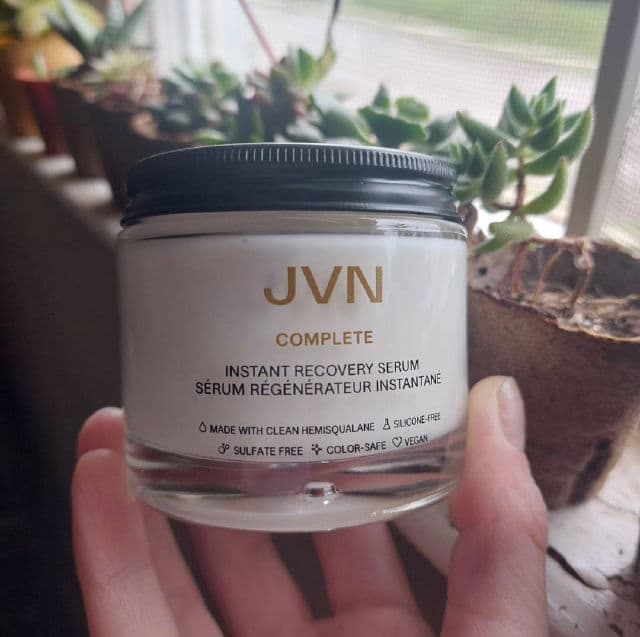 JVN
COMPLETE
INSTANT RECOVERY SERUM
SÉRUM RÉGÉNÉRATEUR INSTANTANÉ
MADE WITH CLEAN HEMISQUALANE SILICONE-FREE
SULFATE FREE COLOR-SAFE VEGAN